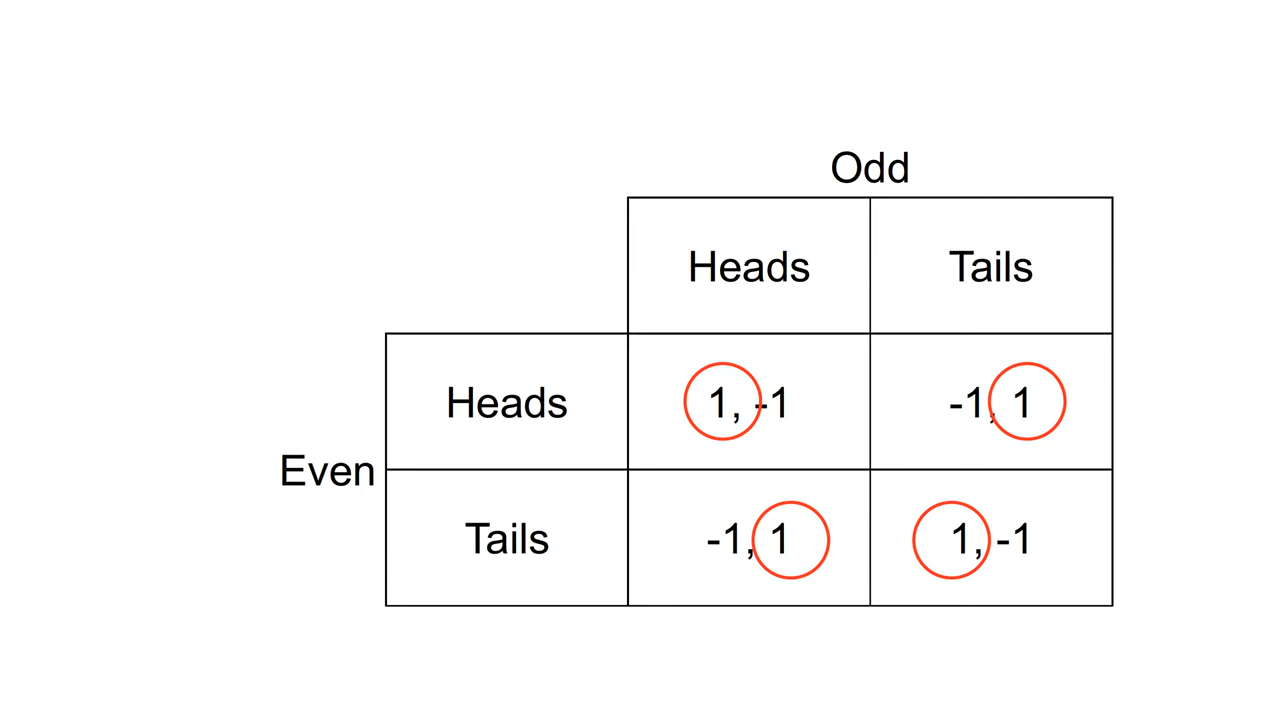 Odd
Heads Tails
Heads 1, -1 -1, 1
Even
Tails -1, 1 1, -1